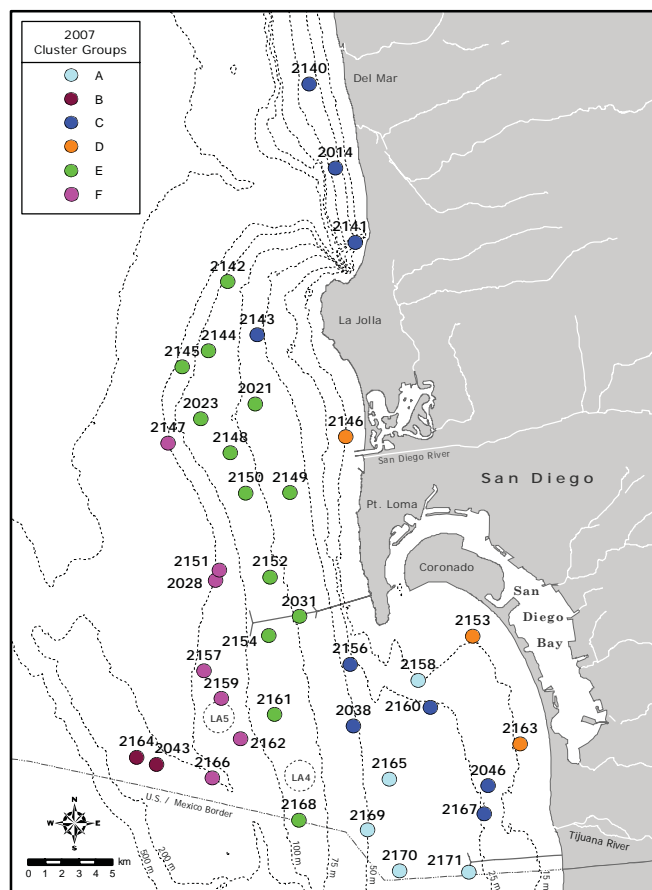 2007
Cluster Groups
A
B
C
D
E
F
2140
Del Mar
2014
2141
2142
La Jolla
2143
2144
2145
2021
2023
2146
2147
2148
San Diego River
San Diego
2150
2149
Pt. Loma
2151
2152
Coronado
2028
San
Diego
Bay
2031
2153
2154
2156
2157
2158
2159
2160
LA5
2161
2038
2163
2162
2164
2043
2165
2046
2166
LA4
2167
U.S. / Mexico Border
2168
2169
Tijuana River
2170
2171
N
W
E
S
0
1
2
3
4
5
km
500 m
200 m
100 m
75 m
50 m
25 m
15 m